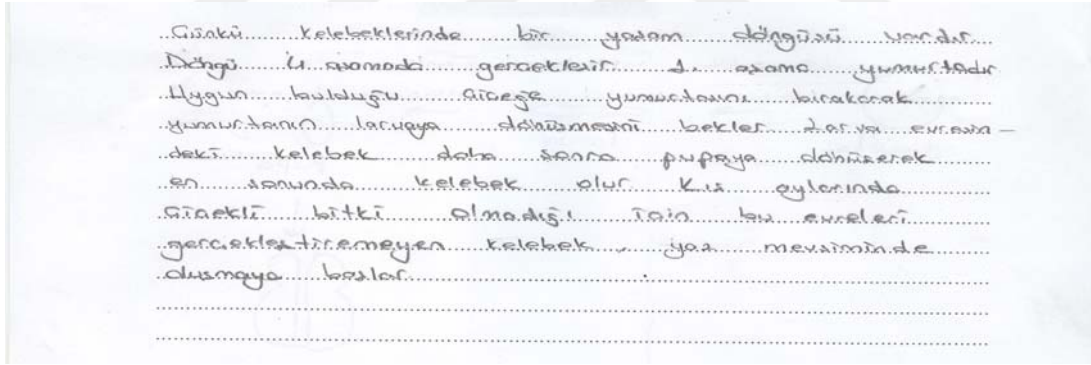 Çünkü kelebeklerinde bir yaşam döngüsü vardır.
Döngü 4 aşamada gerçekleşir. 1. aşama yumurtadır
Uygun bulduğu çiçeğe yumurtasını bırakarak
yumurtanın larvaya dönüşmesini bekler. Larva evresin-
deki kelebek daha sonra pupaya dönüşerek
en sonunda kelebek olur. Kış aylarında
çiçekli bitki olmadığı için bu evreleri
gerçekleştiremeyen kelebek, yaz mevsiminde
oluşmaya başlar.